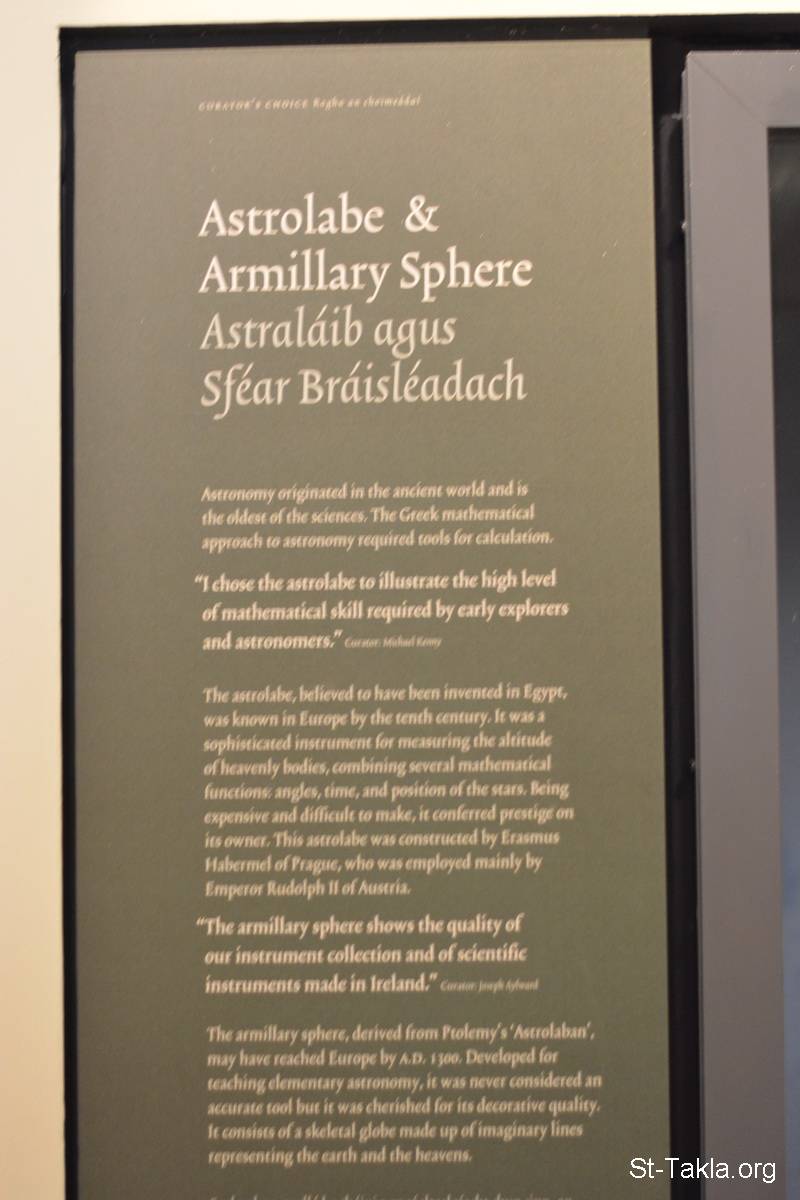 CURATOR'S CHOICE Rogha an choimeádaí
Astrolabe &
Armillary Sphere
Astraláib agus
Sféar Bráisléadach
Astronomy originated in the ancient world and is
the oldest of the sciences. The Greek mathematical
approach to astronomy required tools for calculation.
“I chose the astrolabe to illustrate the high level
of mathematical skill required by early explorers
and astronomers.” Curator: Michael Kenny
The astrolabe, believed to have been invented in Egypt,
was known in Europe by the tenth century. It was a
sophisticated instrument for measuring the altitude
of heavenly bodies, combining several mathematical
functions: angles, time, and position of the stars. Being
expensive and difficult to make, it conferred prestige on
its owner. This astrolabe was constructed by Erasmus
Habermel of Prague, who was employed mainly by
Emperor Rudolph II of Austria.
“The armillary sphere shows the quality of
our instrument collection and of scientific
instruments made in Ireland.” Curator: Joseph Aylward
The armillary sphere, derived from Ptolemy's ‘Astrolaban’,
may have reached Europe by A.D. 1300. Developed for
teaching elementary astronomy, it was never considered an
accurate tool but it was cherished for its decorative quality.
It consists of a skeletal globe made up of imaginary lines
representing the earth and the heavens.
St-Takla.org